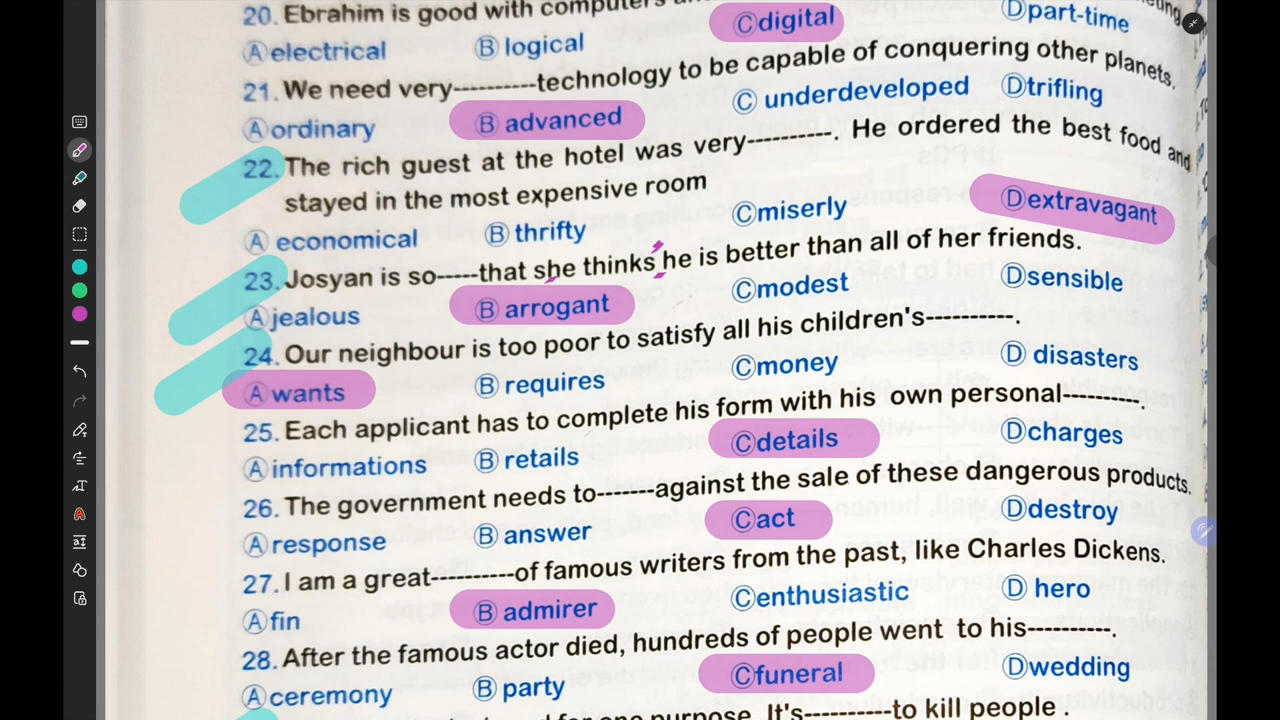 20. Ebrahim is good with computers
Ⓐelectrical Ⓑ logical Ⓒdigital Ⓓpart-time
21. We need very----------technology to be capable of conquering other planets.
Ⓐordinary Ⓑ advanced Ⓒ underdeveloped Ⓓtrifling
22. The rich guest at the hotel was very----------. He ordered the best food and
stayed in the most expensive room
Ⓐ economical Ⓑ thrifty Ⓒmiserly Ⓓextravagant
23. Josyan is so-----that she thinks he is better than all of her friends.
Ⓐjealous Ⓑ arrogant Ⓒmodest Ⓓsensible
24. Our neighbour is too poor to satisfy all his children's----------.
Ⓐwants Ⓑ requires Ⓒmoney Ⓓ disasters
25. Each applicant has to complete his form with his own personal----------.
Ⓐinformations Ⓑ retails Ⓒdetails Ⓓcharges
26. The government needs to-------against the sale of these dangerous products.
Ⓐresponse Ⓑ answer Ⓒact Ⓓdestroy
27. I am a great----------of famous writers from the past, like Charles Dickens.
Ⓐfin Ⓑ admirer Ⓒenthusiastic Ⓓ hero
28. After the famous actor died, hundreds of people went to his----------.
Ⓐceremony Ⓑ party Ⓒfuneral Ⓓwedding
for one purpose. It's----------to kill people .